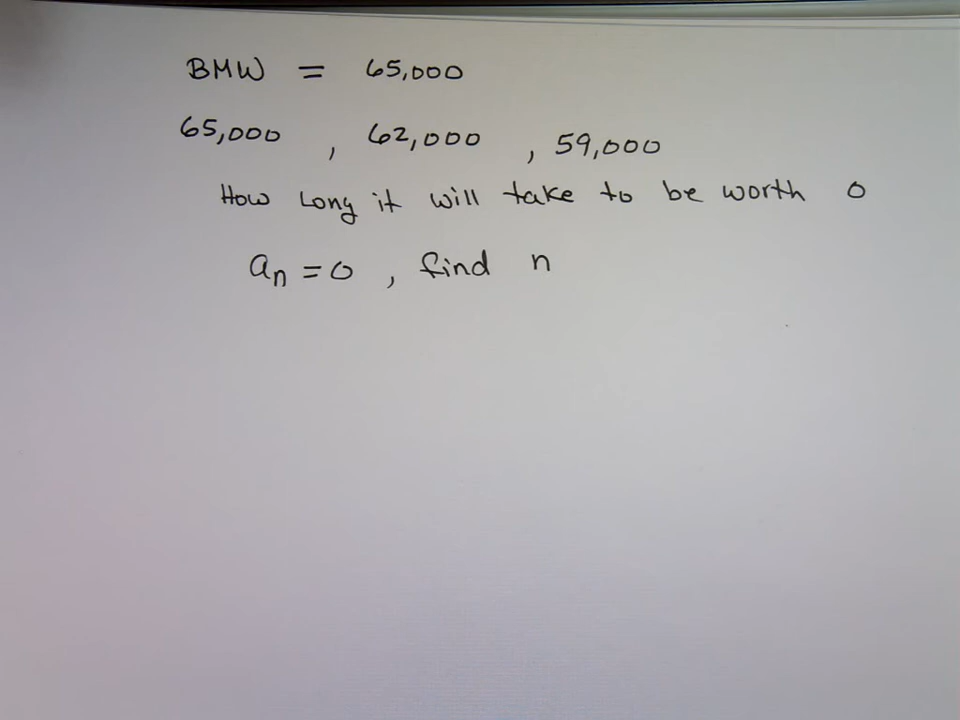 BMW = 65,000
65,000 , 62,000 , 59,000
How long it will take to be worth 0
an = 0 , find n